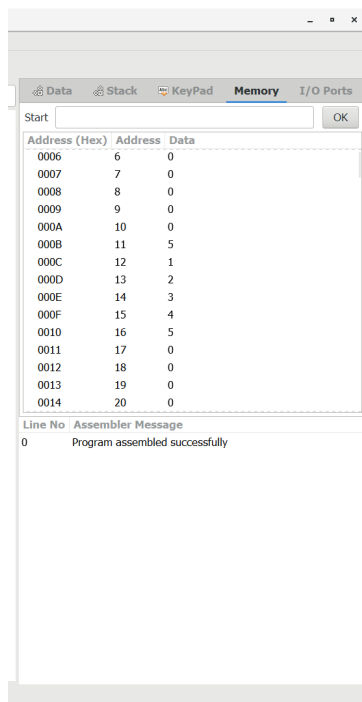 Data Stack KeyPad Memory I/O Ports
Start OK
Address (Hex) Address Data
0006 6 0
0007 7 0
0008 8 0
0009 9 0
000A 10 0
000B 11 5
000C 12 1
000D 13 2
000E 14 3
000F 15 4
0010 16 5
0011 17 0
0012 18 0
0013 19 0
0014 20 0
Line No Assembler Message
0 Program assembled successfully